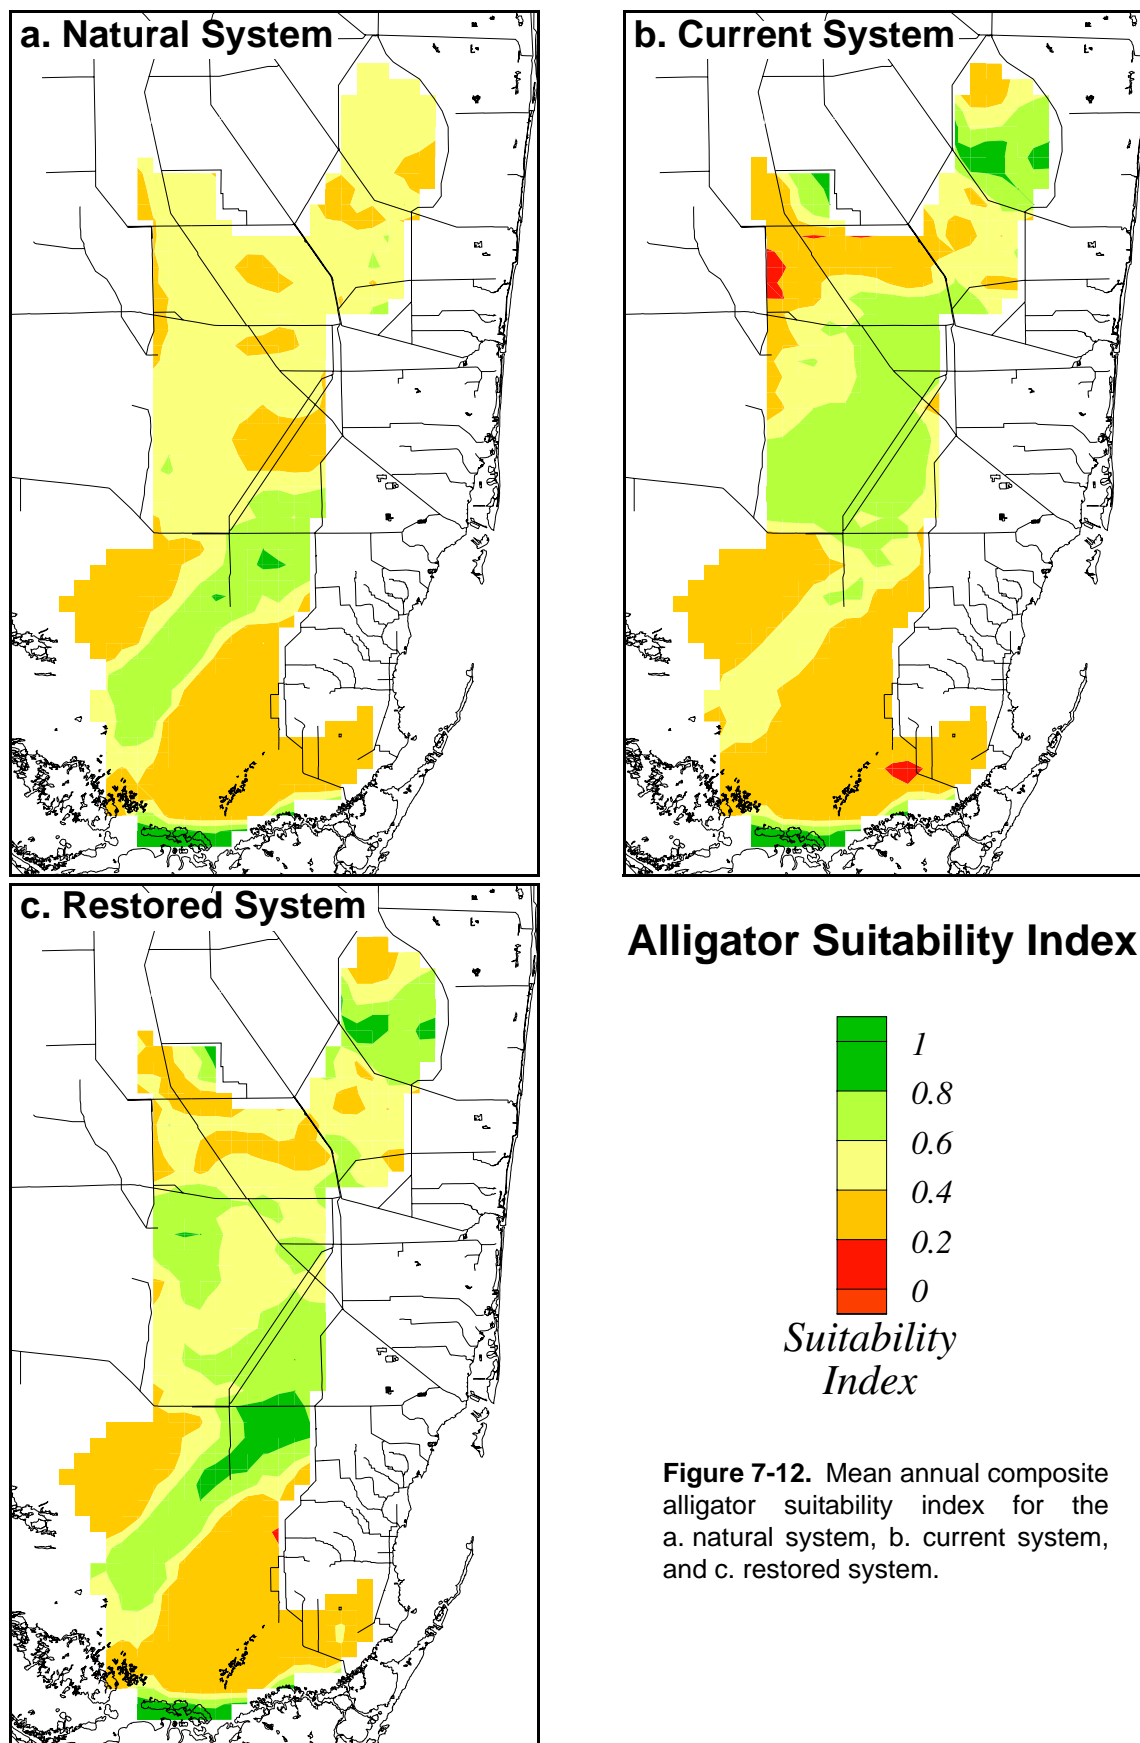 a. Natural System
b. Current System
c. Restored System
Alligator Suitability Index
1
0.8
0.6
0.4
0.2
0
Suitability
Index
Figure 7-12. Mean annual composite
alligator suitability index for the
a. natural system, b. current system,
and c. restored system.